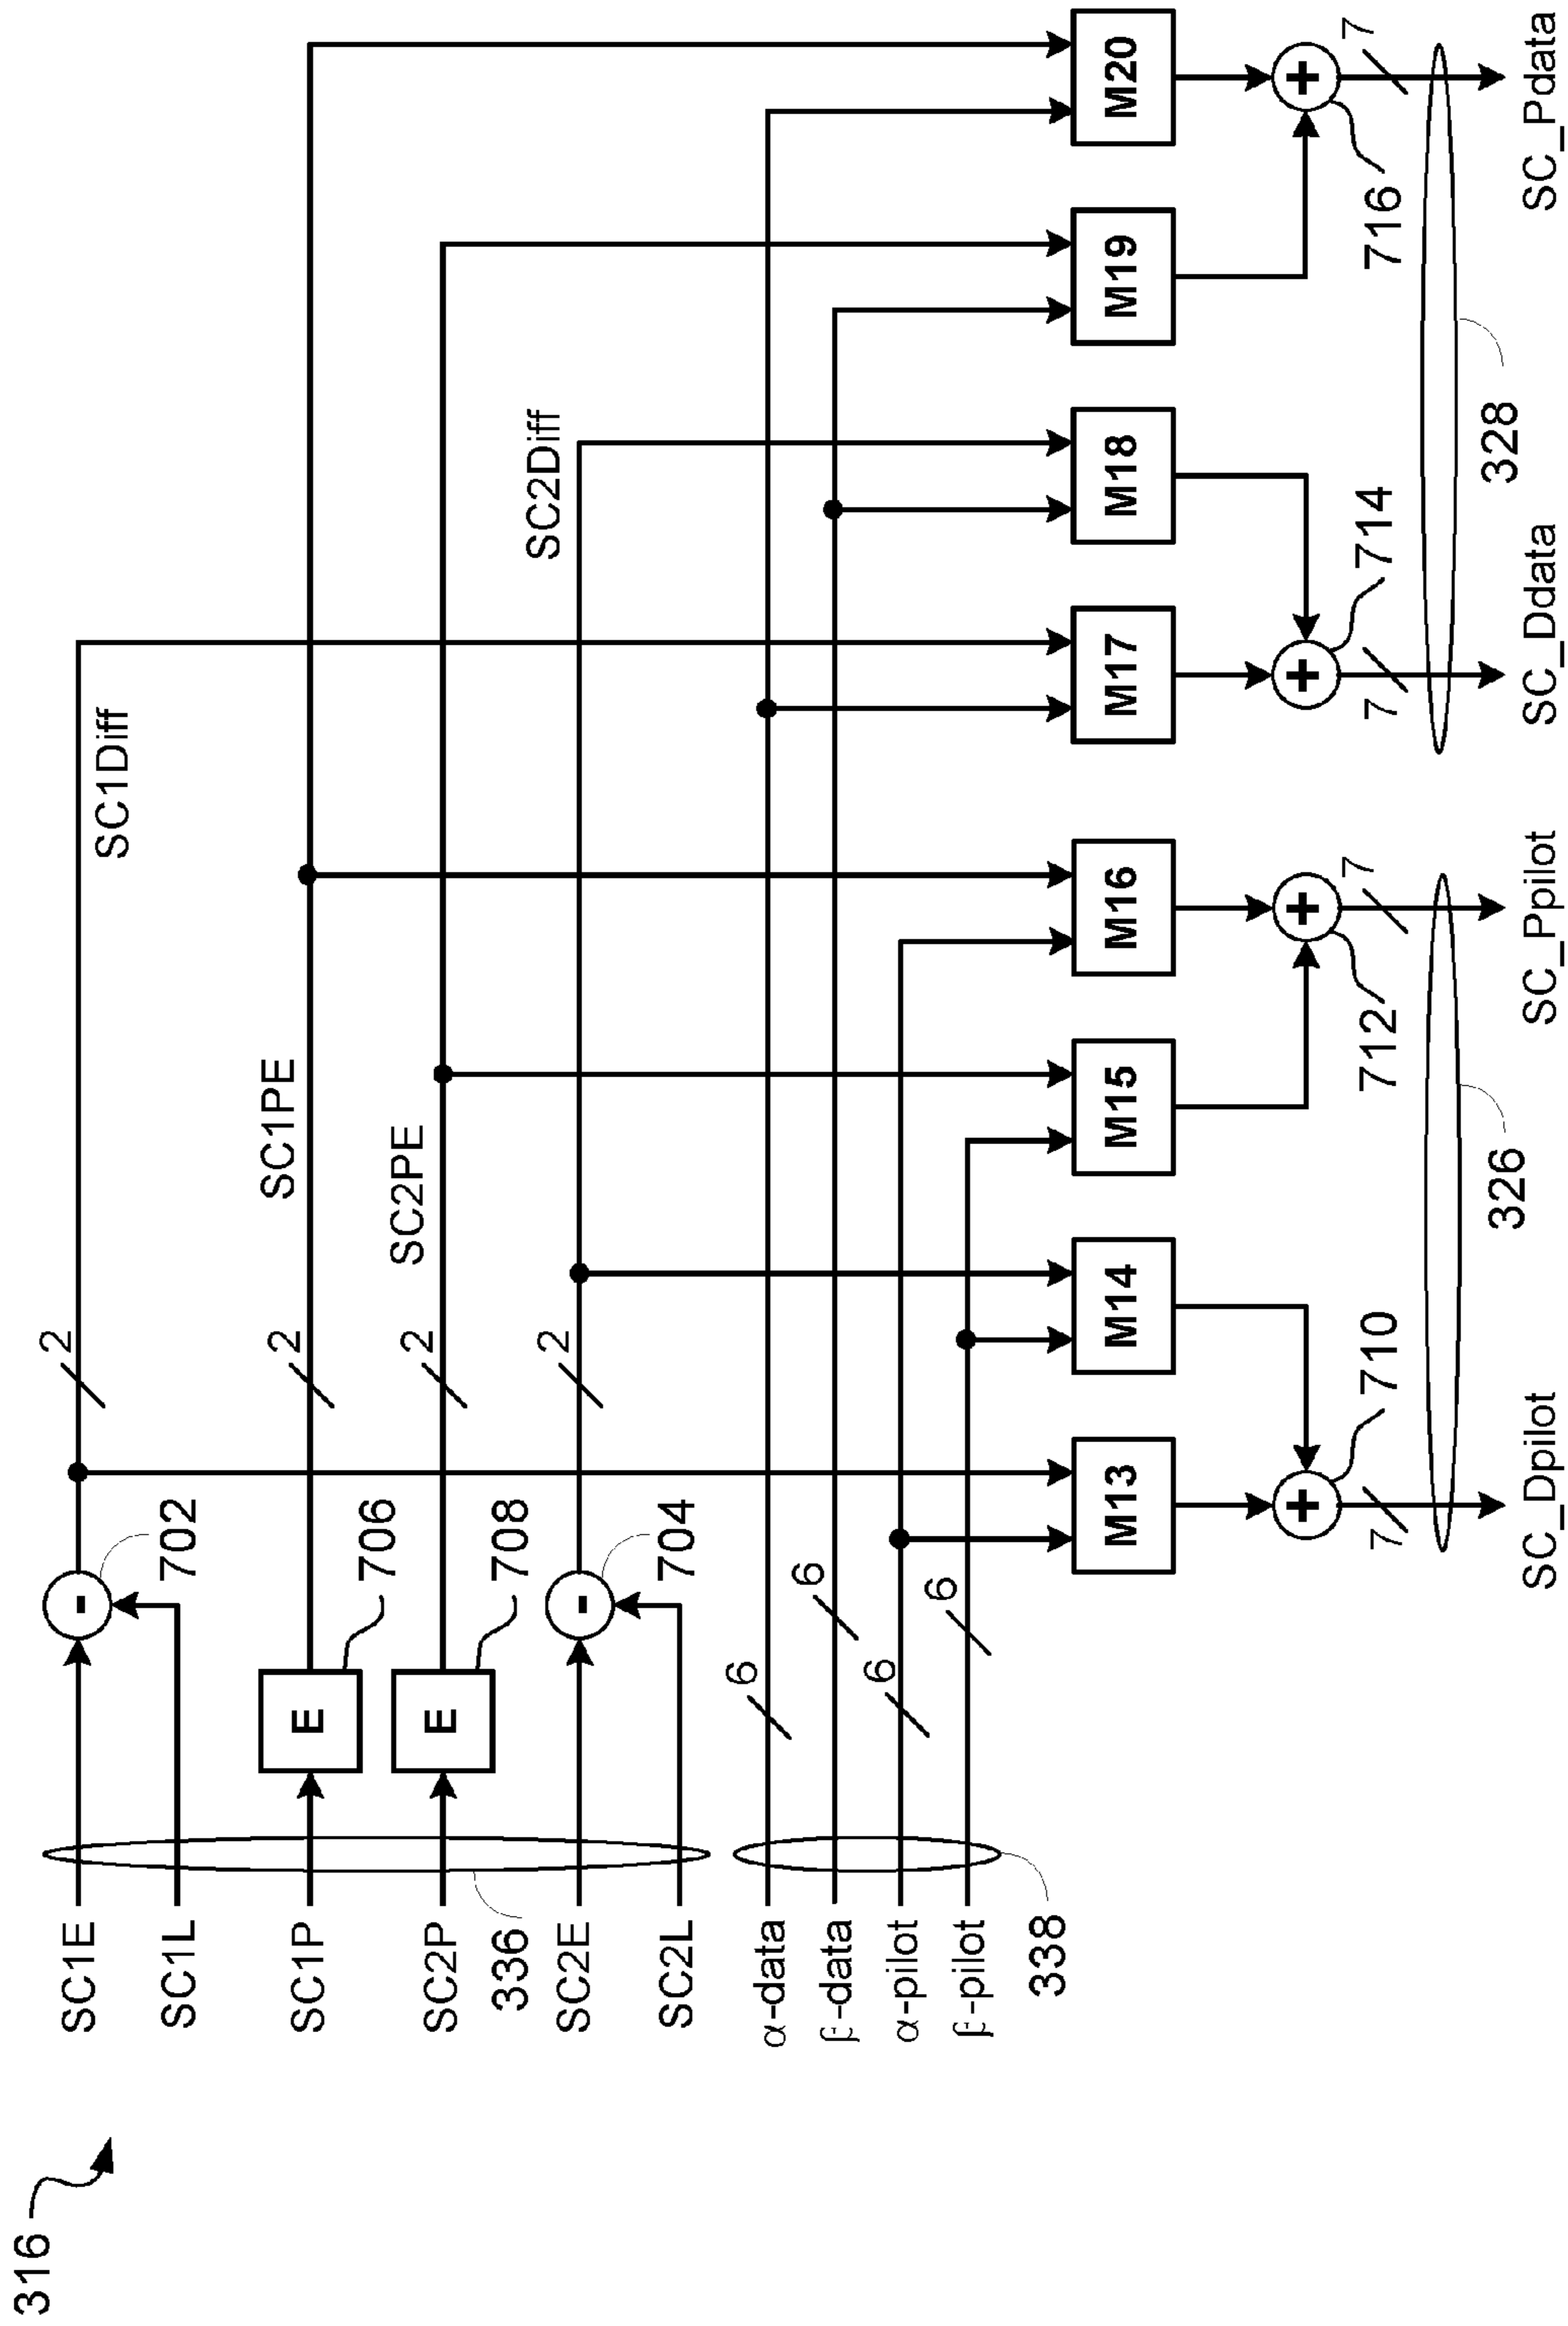 316
SC1E
SC1L
SC1P
SC2P
336
SC2E
SC2L
α-data
β-data
α-pilot
β-pilot
338
-
702
E
706
E
708
-
704
2
2
2
2
6
6
6
6
SC1Diff
SC1PE
SC2PE
SC2Diff
M13
M14
M15
M16
M17
M18
M19
M20
+
710
+
712
+
714
+
716
7
7
7
7
326
328
SC_Dpilot
SC_Ppilot
SC_Ddata
SC_Pdata